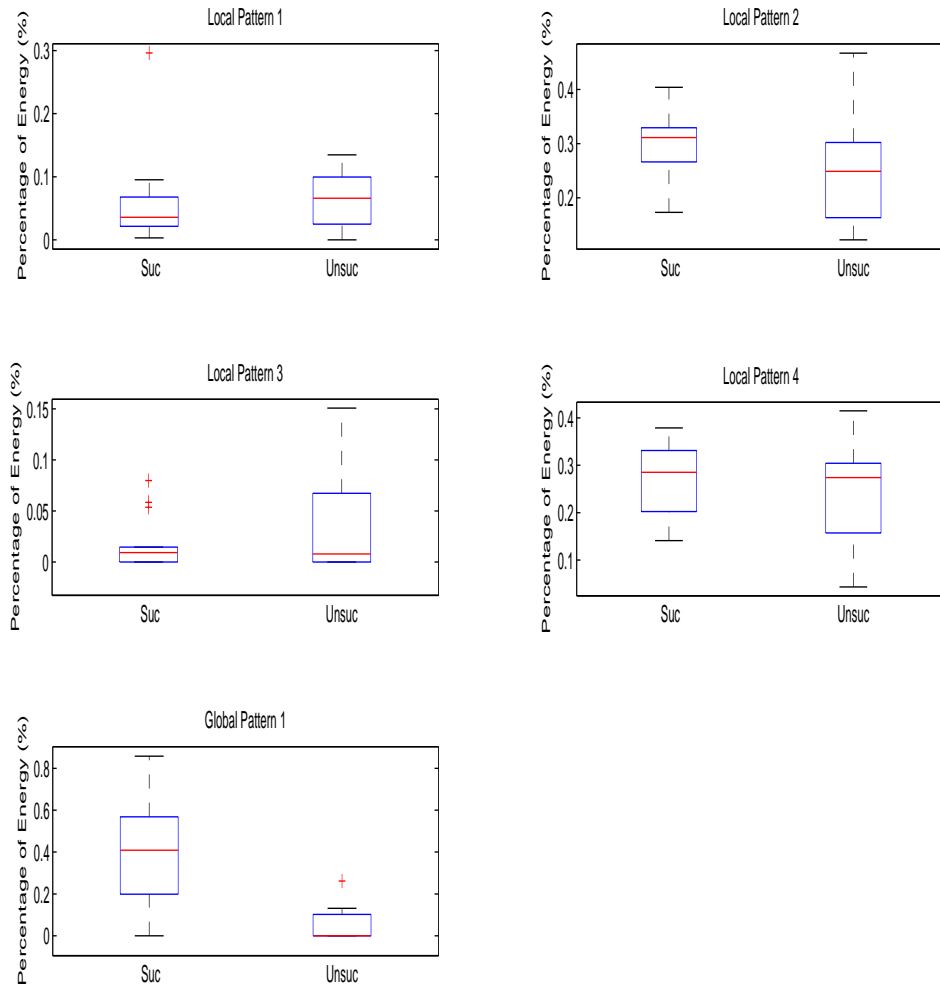 Local Pattern 1
Percentage of Energy (%)
0.3
0.2
0.1
0
Suc
Unsuc
Local Pattern 2
Percentage of Energy (%)
0.4
0.3
0.2
Suc
Unsuc
Local Pattern 3
Percentage of Energy (%)
0.15
0.1
0.05
0
Suc
Unsuc
Local Pattern 4
Percentage of Energy (%)
0.4
0.3
0.2
0.1
Suc
Unsuc
Global Pattern 1
Percentage of Energy (%)
0.8
0.6
0.4
0.2
0
Suc
Unsuc